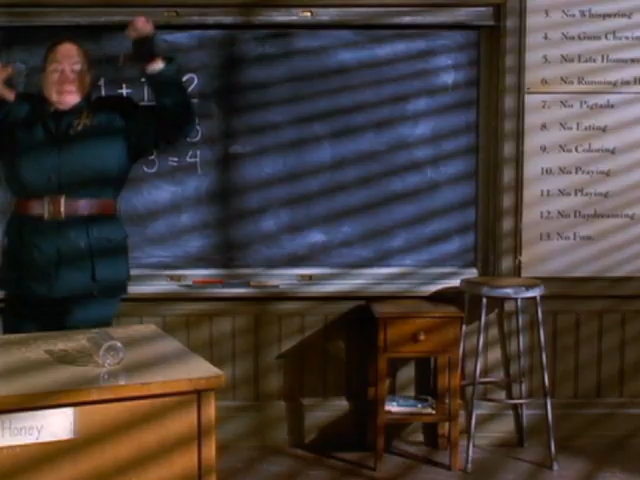 1 + 1 2
3
3 = 4
3. No Whispering
4. No Gum Chewin
5. No Late Homew
6. No Running in H
7. No Pigtails
8. No Eating
9. No Coloring
10. No Praying
11. No Playing
12. No Daydreaming
13. No Fun.
Honey